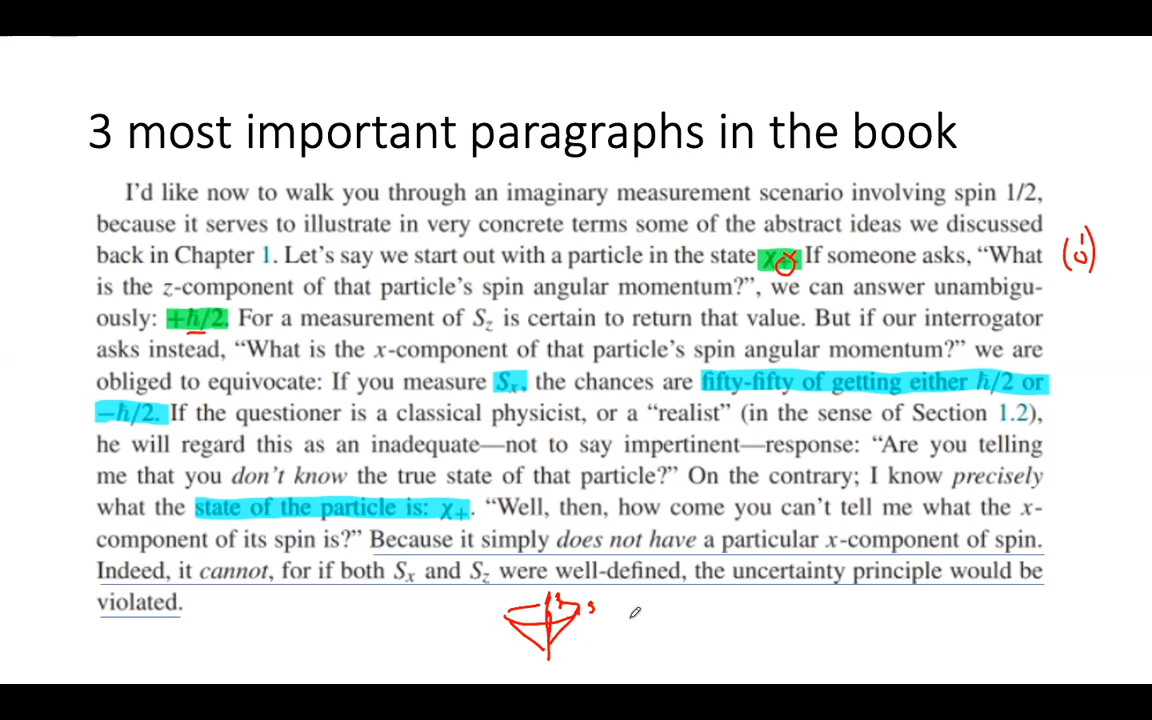 3 most important paragraphs in the book
I'd like now to walk you through an imaginary measurement scenario involving spin 1/2,
because it serves to illustrate in very concrete terms some of the abstract ideas we discussed
back in Chapter 1. Let's say we start out with a particle in the state χ+. If someone asks, "What
is the z-component of that particle's spin angular momentum?", we can answer unambigu-
ously: +ħ/2. For a measurement of Sz is certain to return that value. But if our interrogator
asks instead, "What is the x-component of that particle's spin angular momentum?" we are
obliged to equivocate: If you measure Sx, the chances are fifty-fifty of getting either ħ/2 or
−ħ/2. If the questioner is a classical physicist, or a "realist" (in the sense of Section 1.2),
he will regard this as an inadequate—not to say impertinent—response: "Are you telling
me that you don't know the true state of that particle?" On the contrary; I know precisely
what the state of the particle is: χ+. "Well, then, how come you can't tell me what the x-
component of its spin is?" Because it simply does not have a particular x-component of spin.
Indeed, it cannot, for if both Sx and Sz were well-defined, the uncertainty principle would be
violated.